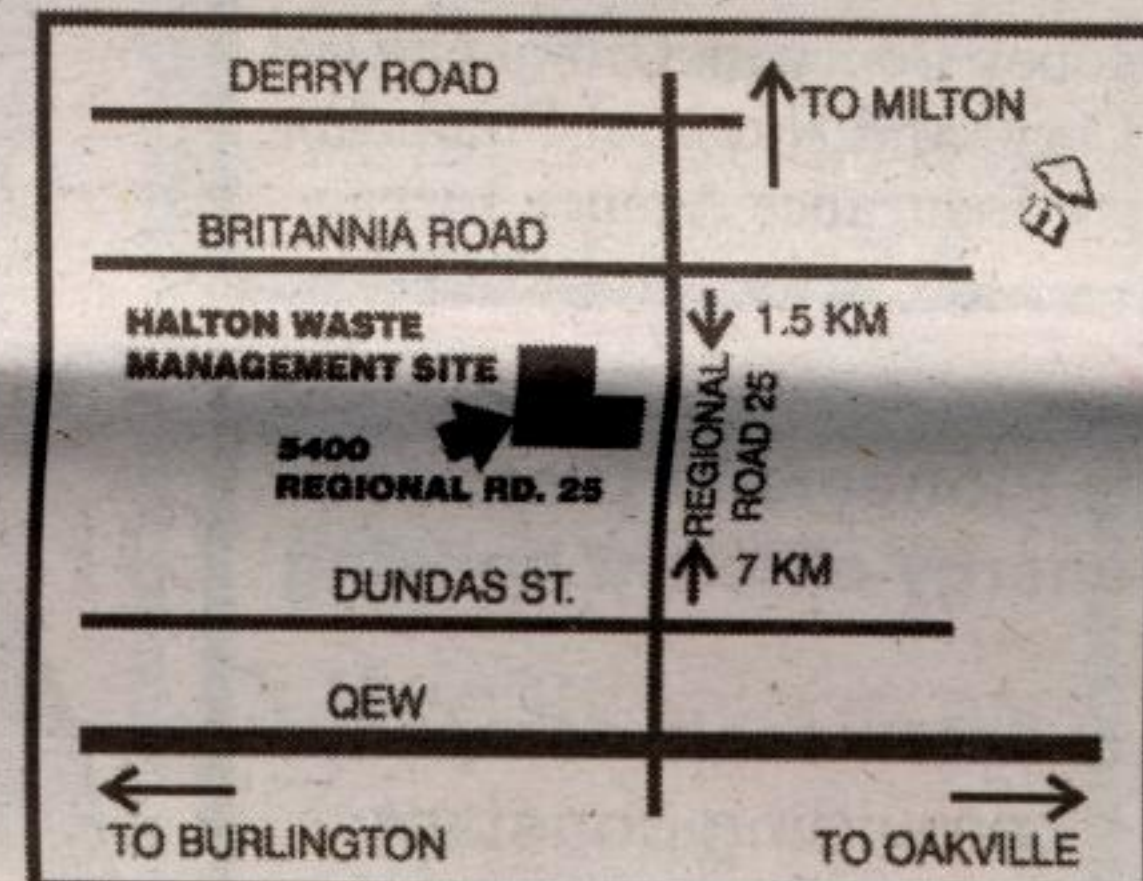 DERRY ROAD
TO MILTON
BRITANNIA ROAD
HALTON WASTE
MANAGEMENT SITE
1.5 KM
REGIONAL
ROAD 25
5400
REGIONAL RD. 25
7 KM
DUNDAS ST.
QEW
TO BURLINGTON
TO OAKVILLE